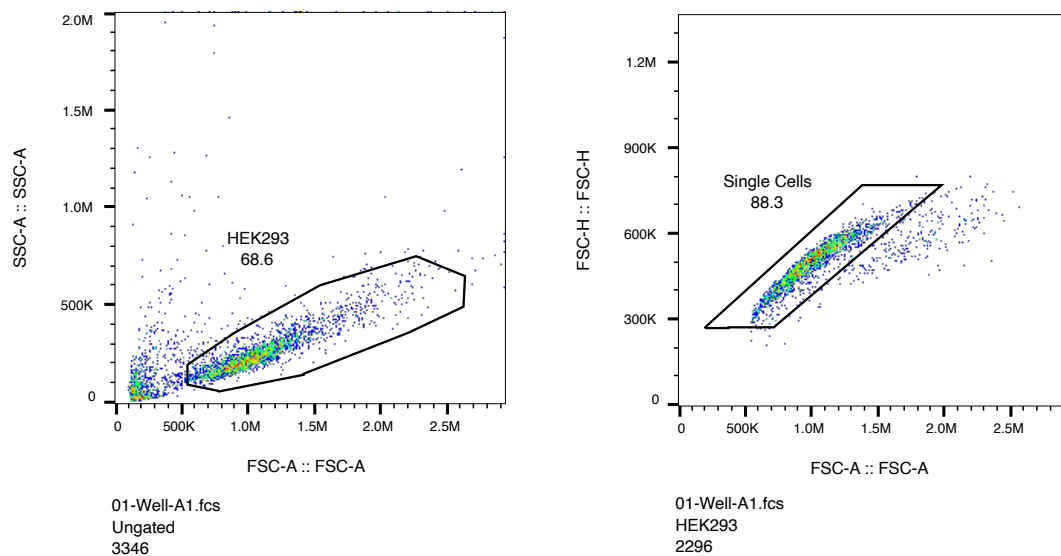 2.0M
1.5M
1.0M
500K
0
SSC-A :: SSC-A
HEK293
68.6
0 500K 1.0M 1.5M 2.0M 2.5M
FSC-A :: FSC-A
01-Well-A1.fcs
Ungated
3346
1.2M
900K
600K
300K
0
FSC-H :: FSC-H
Single Cells
88.3
0 500K 1.0M 1.5M 2.0M 2.5M
FSC-A :: FSC-A
01-Well-A1.fcs
HEK293
2296